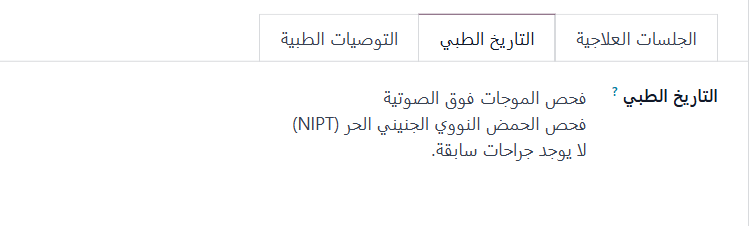 الجلسات العلاجية
التاريخ الطبي
التوصيات الطبية
التاريخ الطبي ?
فحص الموجات فوق الصوتية
فحص الحمض النووي الجنيني الحر (NIPT)
لا يوجد جراحات سابقة.